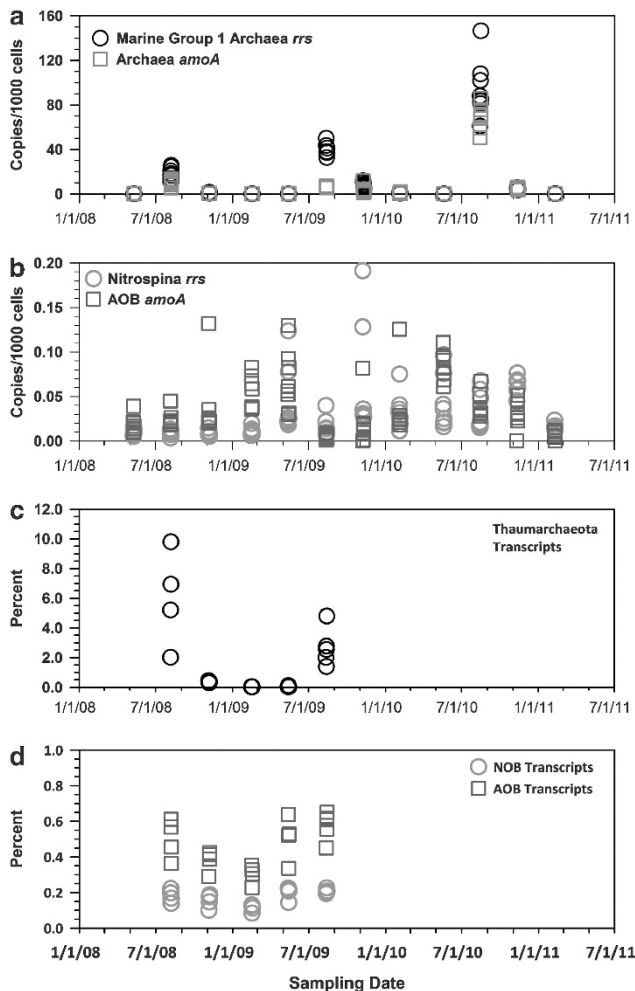 a
160
Marine Group 1 Archaea rrs
Archaea amoA
120
80
40
0
Copies/1000 cells
1/1/08 7/1/08 1/1/09 7/1/09 1/1/10 7/1/10 1/1/11 7/1/11
b
0.20
Nitrospina rrs
AOB amoA
0.15
0.10
0.05
0.00
Copies/1000 cells
1/1/08 7/1/08 1/1/09 7/1/09 1/1/10 7/1/10 1/1/11 7/1/11
c
12.0
Thaumarchaeota
Transcripts
10.0
8.0
6.0
4.0
2.0
0.0
Percent
1/1/08 7/1/08 1/1/09 7/1/09 1/1/10 7/1/10 1/1/11 7/1/11
d
1.0
NOB Transcripts
AOB Transcripts
0.8
0.6
0.4
0.2
0.0
Percent
1/1/08 7/1/08 1/1/09 7/1/09 1/1/10 7/1/10 1/1/11 7/1/11
Sampling Date